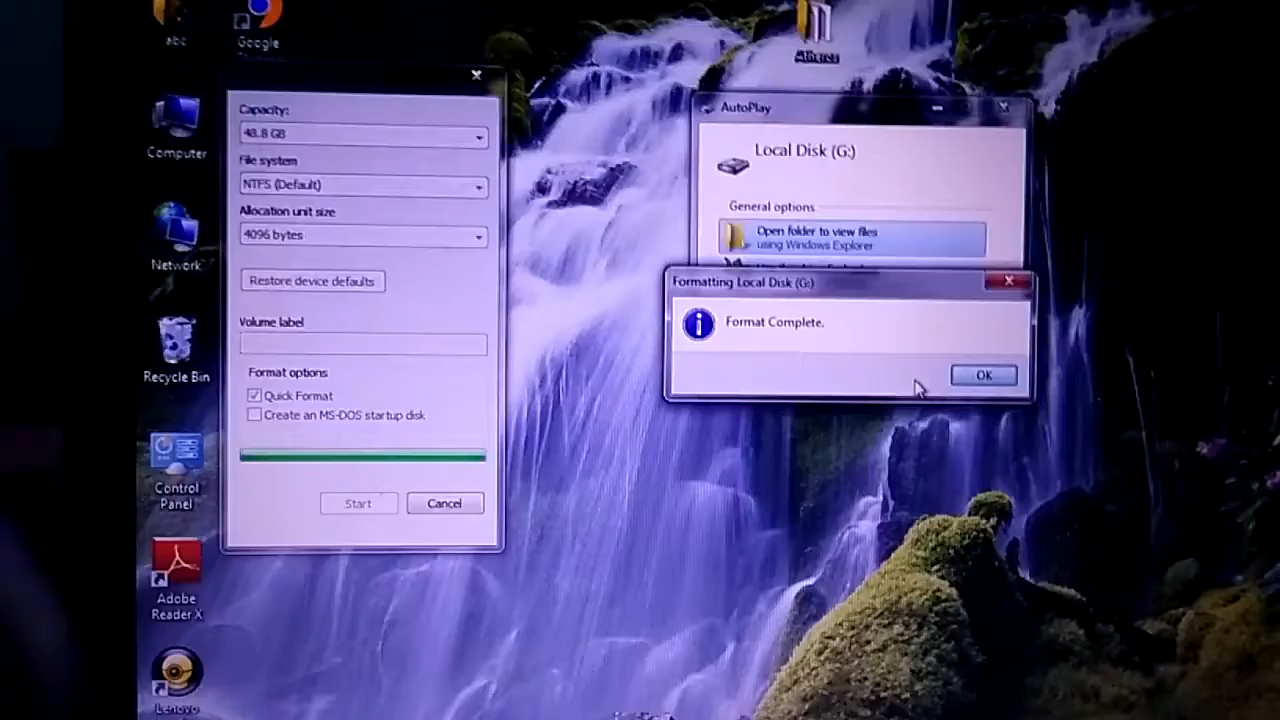 abc
Google
Computer
Network
Recycle Bin
Control
Panel
Adobe
Reader X
Lenovo
Capacity:
48.8 GB
File system
NTFS (Default)
Allocation unit size
4096 bytes
Restore device defaults
Volume label
Format options
Quick Format
Create an MS-DOS startup disk
Start
Cancel
AutoPlay
Local Disk (G:)
General options
Open folder to view files
using Windows Explorer
Formatting Local Disk (G:)
Format Complete.
OK